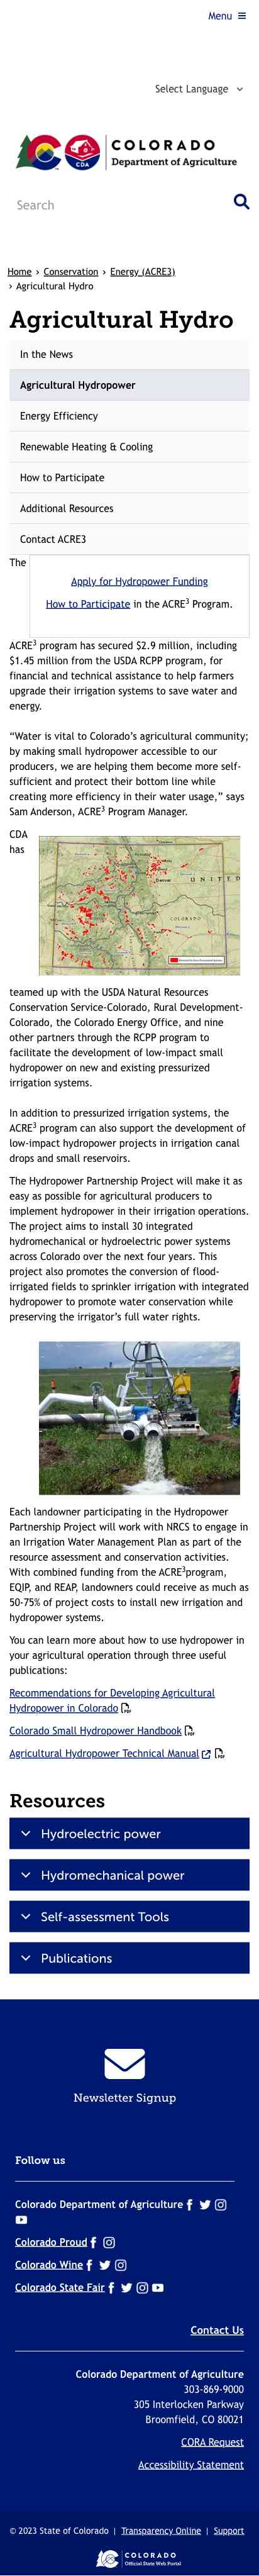 Menu
Select Language
COLORADO
Department of Agriculture
CDA
Search
Home › Conservation › Energy (ACRE3)
› Agricultural Hydro
Agricultural Hydro
In the News
Agricultural Hydropower
Energy Efficiency
Renewable Heating & Cooling
How to Participate
Additional Resources
Contact ACRE3
The
Apply for Hydropower Funding
How to Participate in the ACRE³ Program.
ACRE³ program has secured $2.9 million, including
$1.45 million from the USDA RCPP program, for
financial and technical assistance to help farmers
upgrade their irrigation systems to save water and
energy.
“Water is vital to Colorado’s agricultural community;
by making small hydropower accessible to our
producers, we are helping them become more self-
sufficient and protect their bottom line while
creating more efficiency in their water usage,” says
Sam Anderson, ACRE³ Program Manager.
CDA
has
UNITED
COLORADO
Denver
teamed up with the USDA Natural Resources
Conservation Service-Colorado, Rural Development-
Colorado, the Colorado Energy Office, and nine
other partners through the RCPP program to
facilitate the development of low-impact small
hydropower on new and existing pressurized
irrigation systems.
In addition to pressurized irrigation systems, the
ACRE³ program can also support the development of
low-impact hydropower projects in irrigation canal
drops and small reservoirs.
The Hydropower Partnership Project will make it as
easy as possible for agricultural producers to
implement hydropower in their irrigation operations.
The project aims to install 30 integrated
hydromechanical or hydroelectric power systems
across Colorado over the next four years. This
project also promotes the conversion of flood-
irrigated fields to sprinkler irrigation with integrated
hydropower to promote water conservation while
preserving the irrigator’s full water rights.
Each landowner participating in the Hydropower
Partnership Project will work with NRCS to engage in
an Irrigation Water Management Plan as part of the
resource assessment and conservation activities.
With combined funding from the ACRE³program,
EQIP, and REAP, landowners could receive as much as
50-75% of project costs to install new irrigation and
hydropower systems.
You can learn more about how to use hydropower in
your agricultural operation through three useful
publications:
Recommendations for Developing Agricultural
Hydropower in Colorado
Colorado Small Hydropower Handbook
Agricultural Hydropower Technical Manual
Resources
Hydroelectric power
Hydromechanical power
Self-assessment Tools
Publications
Newsletter Signup
Follow us
Colorado Department of Agriculture
Colorado Proud
Colorado Wine
Colorado State Fair
Contact Us
Colorado Department of Agriculture
303-869-9000
305 Interlocken Parkway
Broomfield, CO 80021
CORA Request
Accessibility Statement
© 2023 State of Colorado | Transparency Online | Support
COLORADO
Official State Web Portal